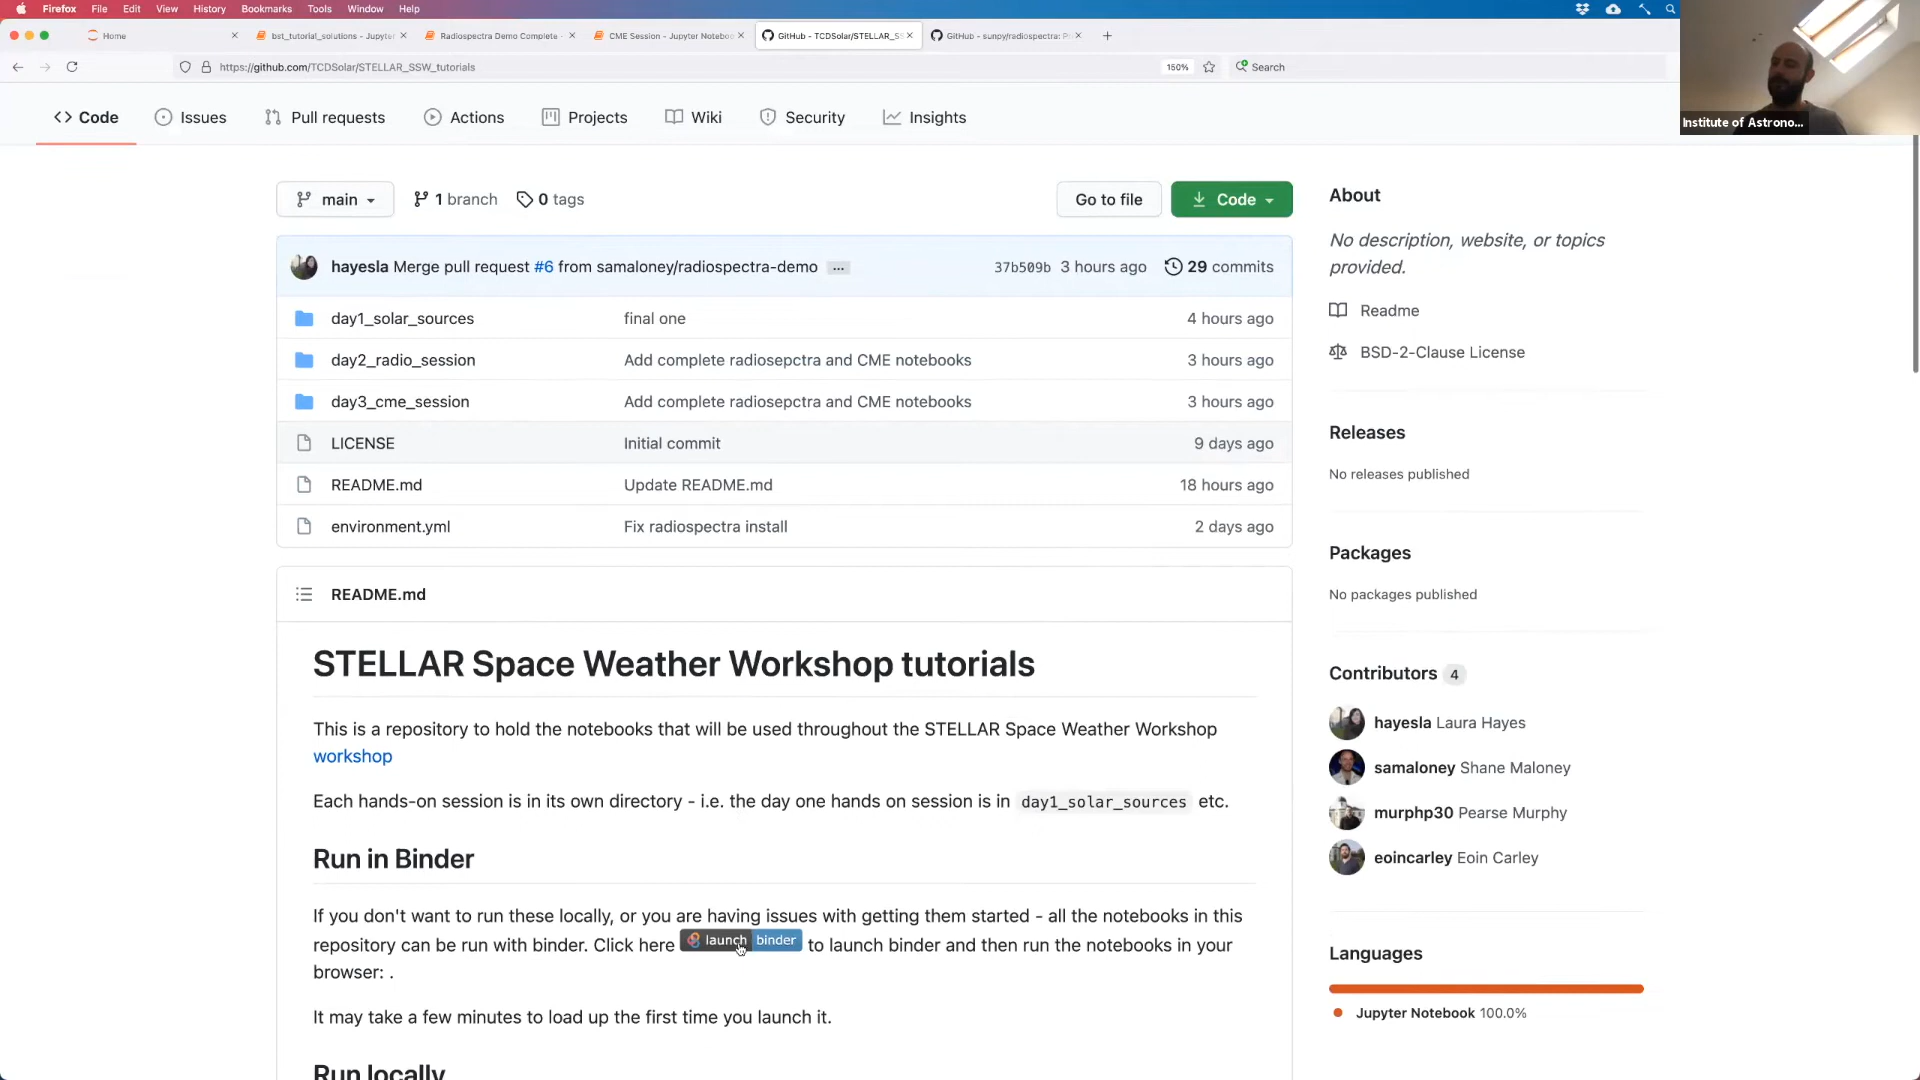 Firefox File Edit View History Bookmarks Tools Window Help
Home
bst_tutorial_solutions - Jupyter
Radiospectra Demo Complete -
CME Session - Jupyter Notebo
GitHub - TCDSolar/STELLAR_S
GitHub - sunpy/radiospectra: P
https://github.com/TCDSolar/STELLAR_SSW_tutorials
150%
Search
Institute of Astrono...
Code
Issues
Pull requests
Actions
Projects
Wiki
Security
Insights
main
1 branch
0 tags
Go to file
Code
hayesla Merge pull request #6 from samaloney/radiospectra-demo ...
37b509b 3 hours ago
29 commits
day1_solar_sources final one 4 hours ago
day2_radio_session Add complete radiosepctra and CME notebooks 3 hours ago
day3_cme_session Add complete radiosepctra and CME notebooks 3 hours ago
LICENSE Initial commit 9 days ago
README.md Update README.md 18 hours ago
environment.yml Fix radiospectra install 2 days ago
README.md
STELLAR Space Weather Workshop tutorials
This is a repository to hold the notebooks that will be used throughout the STELLAR Space Weather Workshop
workshop
Each hands-on session is in its own directory - i.e. the day one hands on session is in day1_solar_sources etc.
Run in Binder
If you don't want to run these locally, or you are having issues with getting them started - all the notebooks in this
repository can be run with binder. Click here launch binder to launch binder and then run the notebooks in your
browser: .
It may take a few minutes to load up the first time you launch it.
Run locally
About
No description, website, or topics
provided.
Readme
BSD-2-Clause License
Releases
No releases published
Packages
No packages published
Contributors 4
hayesla Laura Hayes
samaloney Shane Maloney
murphp30 Pearse Murphy
eoincarley Eoin Carley
Languages
Jupyter Notebook 100.0%